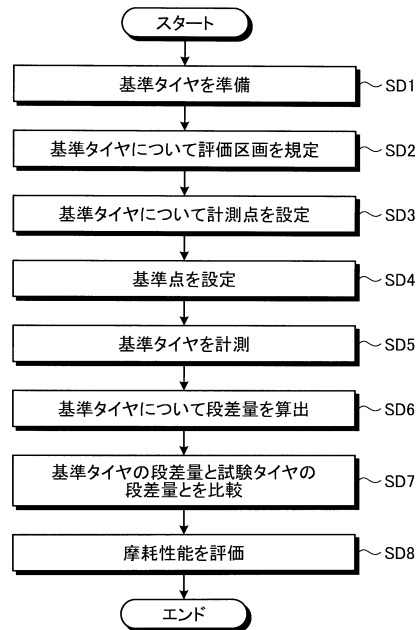 スタート
基準タイヤを準備 SD1
基準タイヤについて評価区画を規定 SD2
基準タイヤについて計測点を設定 SD3
基準点を設定 SD4
基準タイヤを計測 SD5
基準タイヤについて段差量を算出 SD6
基準タイヤの段差量と試験タイヤの
段差量とを比較 SD7
摩耗性能を評価 SD8
エンド